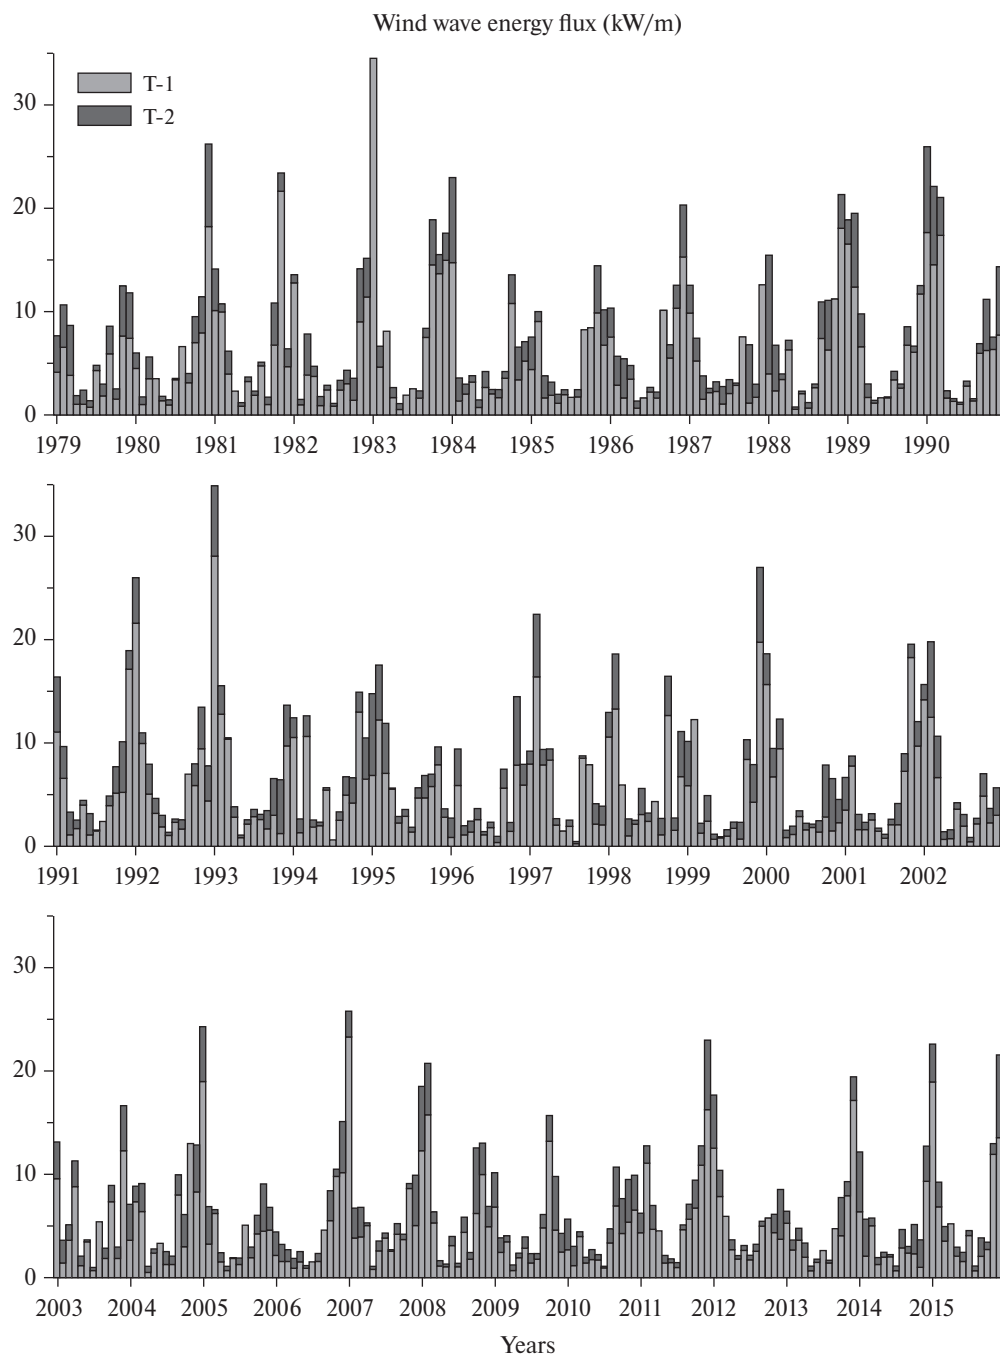 Wind wave energy flux (kW/m)
T-1
T-2
30
20
10
0
1979 1980 1981 1982 1983 1984 1985 1986 1987 1988 1989 1990
30
20
10
0
1991 1992 1993 1994 1995 1996 1997 1998 1999 2000 2001 2002
30
20
10
0
2003 2004 2005 2006 2007 2008 2009 2010 2011 2012 2013 2014 2015
Years